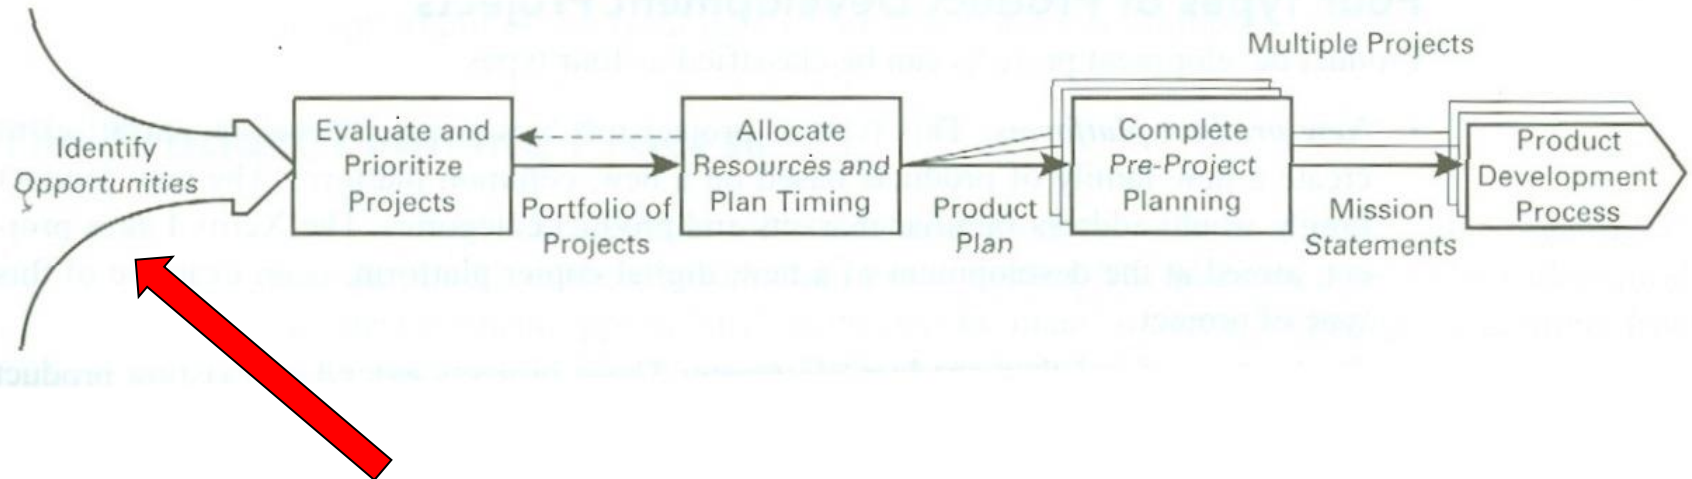 Multiple Projects
Identify
Opportunities
Evaluate and
Prioritize
Projects
Portfolio of
Projects
Allocate
Resources and
Plan Timing
Product
Plan
Complete
Pre-Project
Planning
Mission
Statements
Product
Development
Process